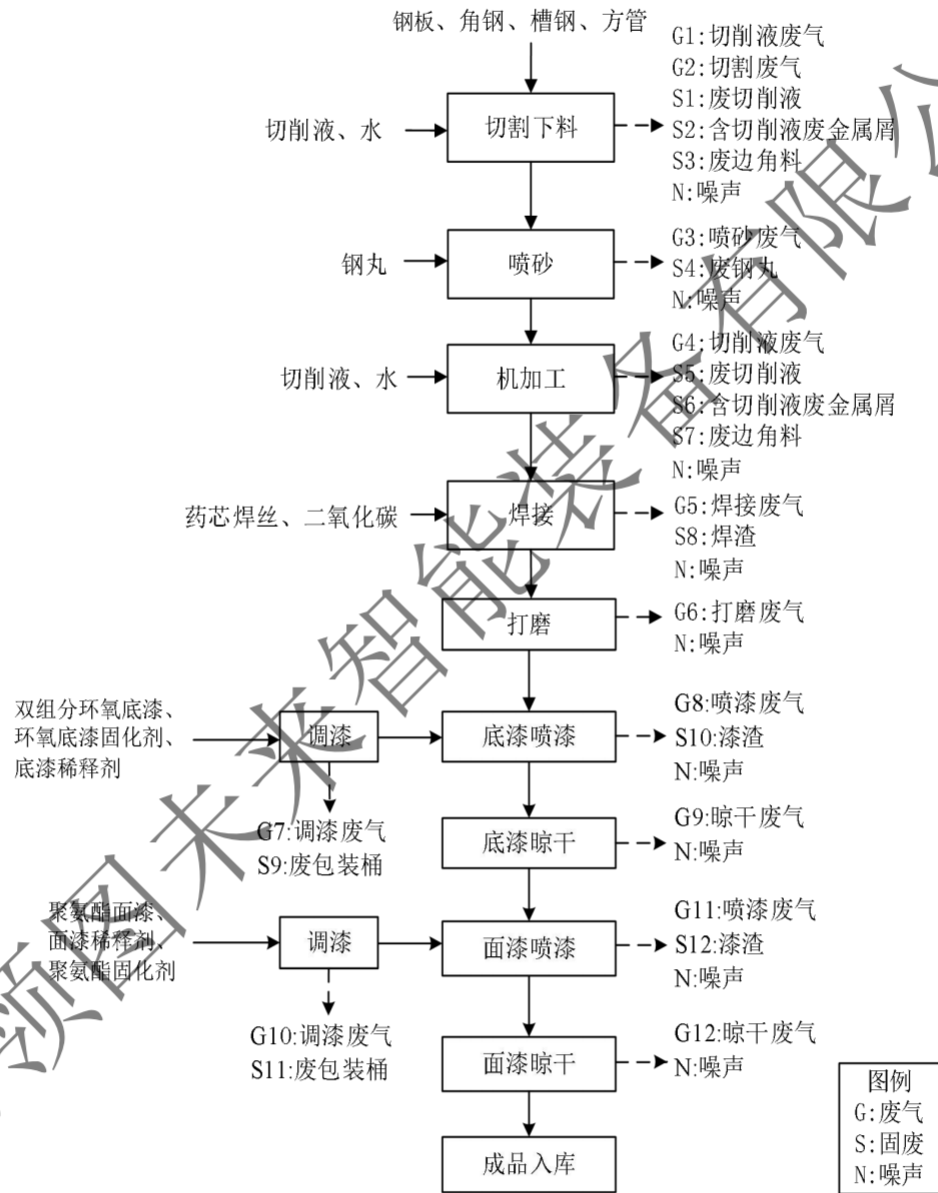 钢板、角钢、槽钢、方管
G1:切削液废气
G2:切割废气
S1:废切削液
S2:含切削液废金属屑
S3:废边角料
N:噪声
切削液、水
切割下料
钢丸
喷砂
G3:喷砂废气
S4:废钢丸
N:噪声
切削液、水
机加工
G4:切削液废气
S5:废切削液
S6:含切削液废金属屑
S7:废边角料
N:噪声
药芯焊丝、二氧化碳
焊接
G5:焊接废气
S8:焊渣
N:噪声
打磨
G6:打磨废气
N:噪声
双组分环氧底漆、
环氧底漆固化剂、
底漆稀释剂
调漆
底漆喷漆
G8:喷漆废气
S10:漆渣
N:噪声
G7:调漆废气
S9:废包装桶
底漆晾干
G9:晾干废气
N:噪声
聚氨酯面漆、
面漆稀释剂、
聚氨酯固化剂
调漆
面漆喷漆
G11:喷漆废气
S12:漆渣
N:噪声
G10:调漆废气
S11:废包装桶
面漆晾干
G12:晾干废气
N:噪声
成品入库
图例
G:废气
S:固废
N:噪声
颂图未来智能装备有限公